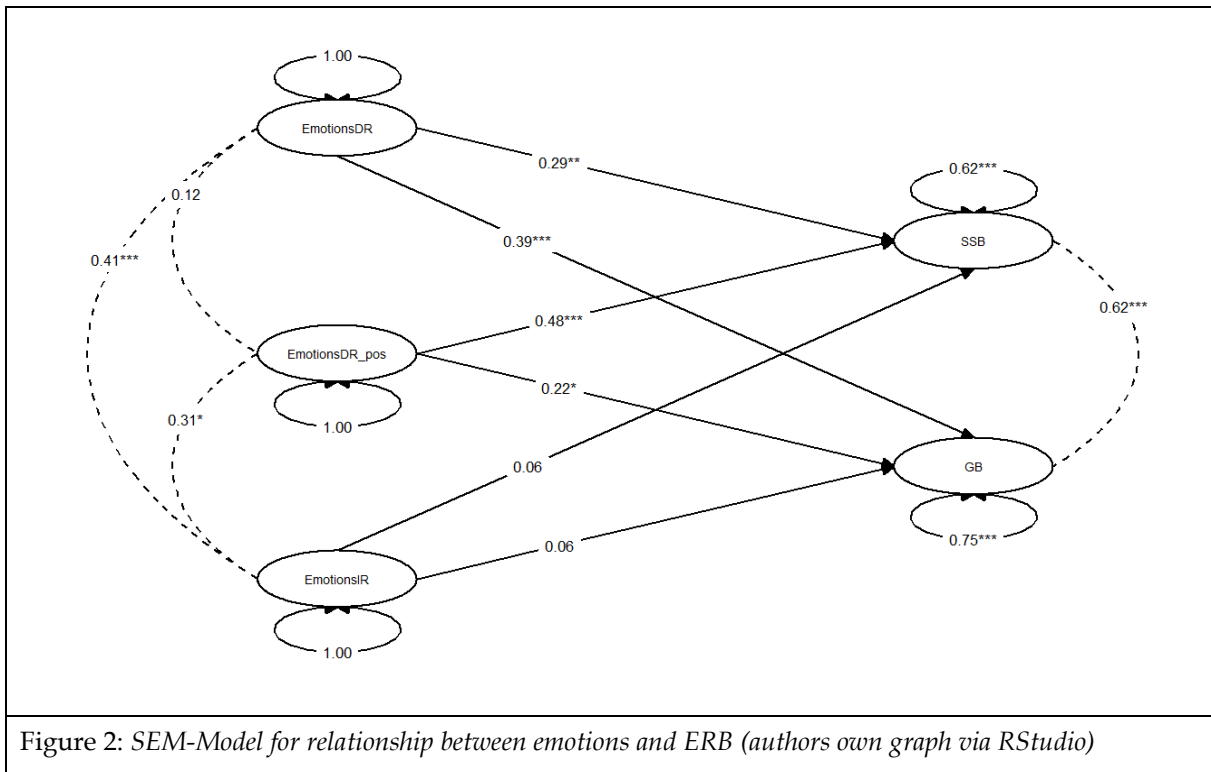 1.00
EmotionsDR
0.29**
0.62***
0.12
SSB
0.39***
0.41***
0.62***
0.48***
EmotionsDR_pos
0.22*
0.31*
1.00
0.06
GB
0.06
0.75***
EmotionsIR
1.00
Figure 2: SEM-Model for relationship between emotions and ERB (authors own graph via RStudio)